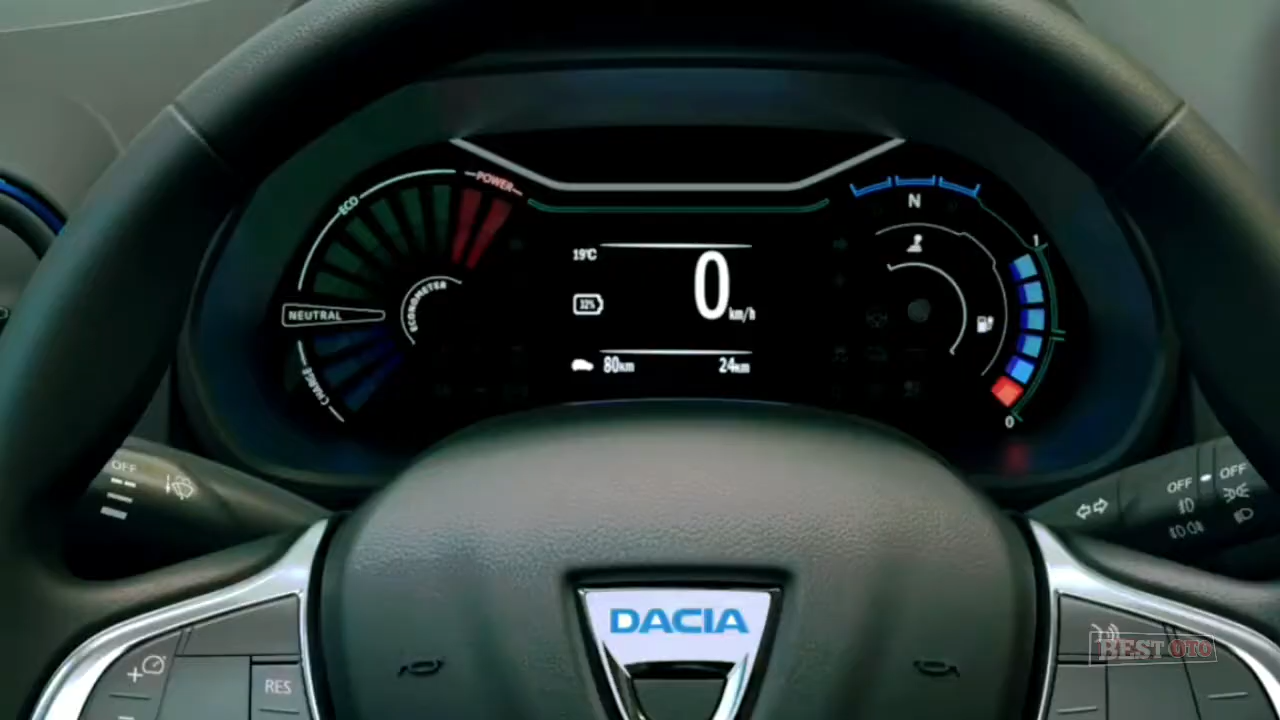 POWER
ECO
N
1
19°C
0
km/h
32%
NEUTRAL
ECONOMETER
CHARGE
80KM
24KM
0
OFF
OFF
OFF
DACIA
RES
BEST OTO